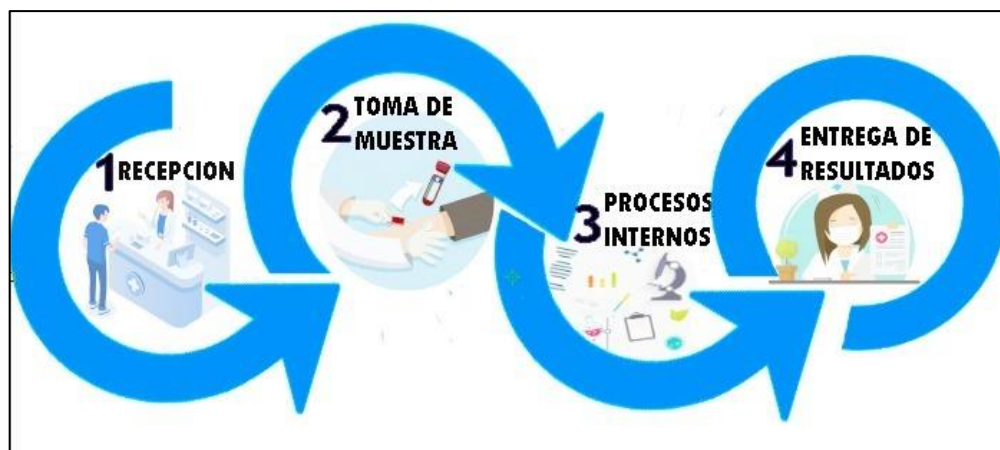 1 RECEPCION
2 TOMA DE
MUESTRA
3 PROCESOS
INTERNOS
4 ENTREGA DE
RESULTADOS